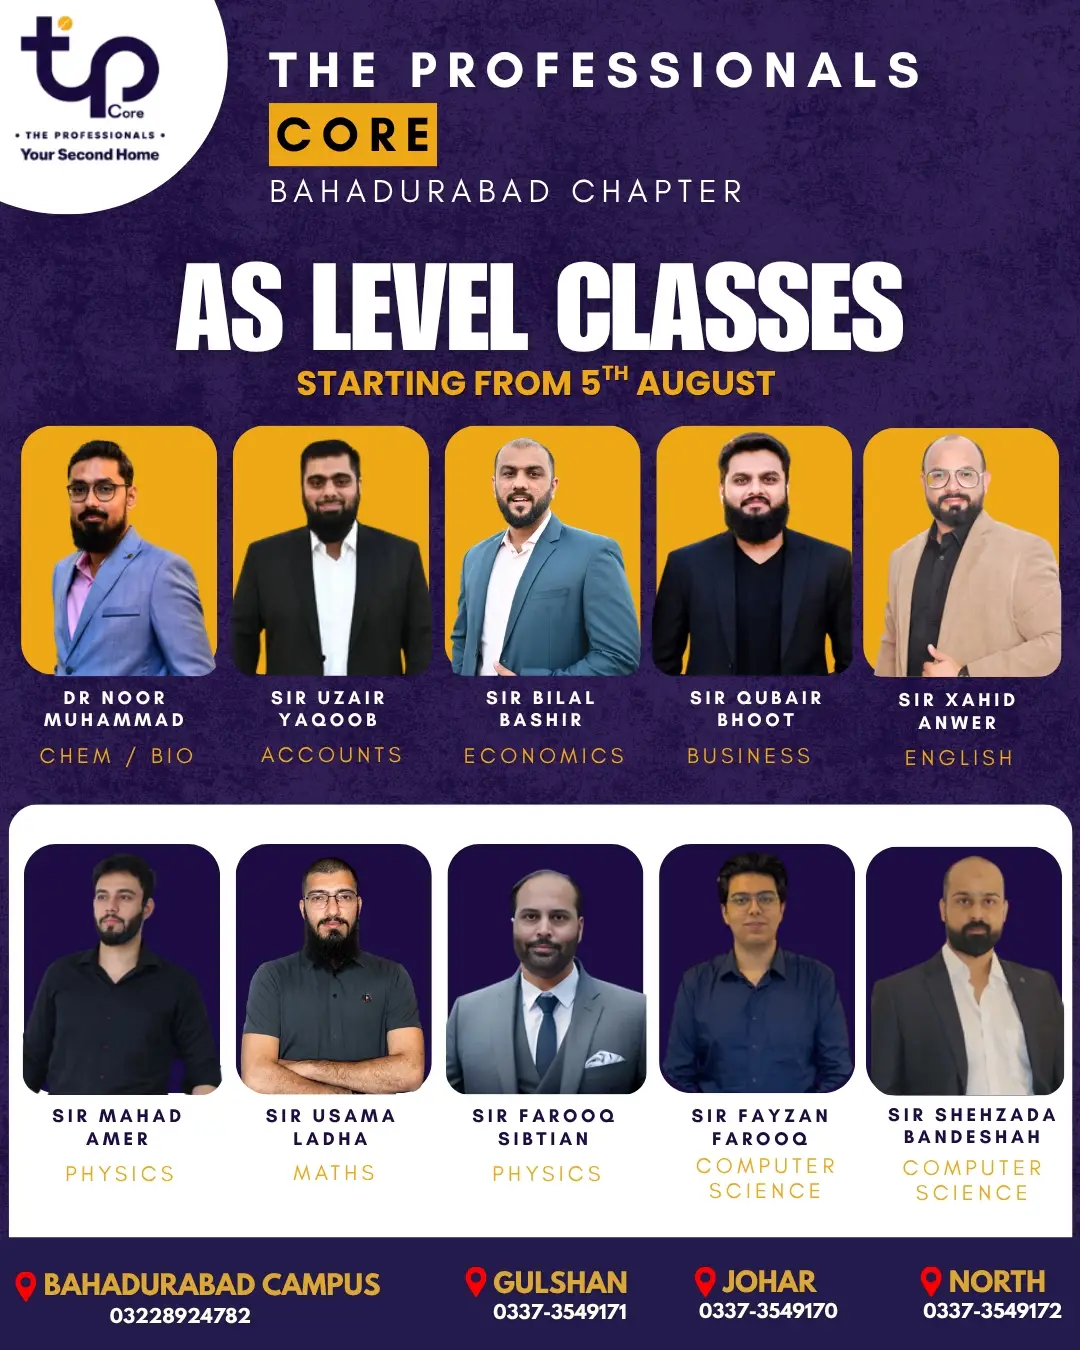 tp
Core
• THE PROFESSIONALS •
Your Second Home
THE PROFESSIONALS
CORE
BAHADURABAD CHAPTER
AS LEVEL CLASSES
STARTING FROM 5TH AUGUST
DR NOOR
MUHAMMAD
CHEM / BIO
SIR UZAIR
YAQOOB
ACCOUNTS
SIR BILAL
BASHIR
ECONOMICS
SIR QUBAIR
BHOOT
BUSINESS
SIR XAHID
ANWER
ENGLISH
SIR MAHAD
AMER
PHYSICS
SIR USAMA
LADHA
MATHS
SIR FAROOQ
SIBTIAN
PHYSICS
SIR FAYZAN
FAROOQ
COMPUTER
SCIENCE
SIR SHEHZADA
BANDESHAH
COMPUTER
SCIENCE
BAHADURABAD CAMPUS
03228924782
GULSHAN
0337-3549171
JOHAR
0337-3549170
NORTH
0337-3549172